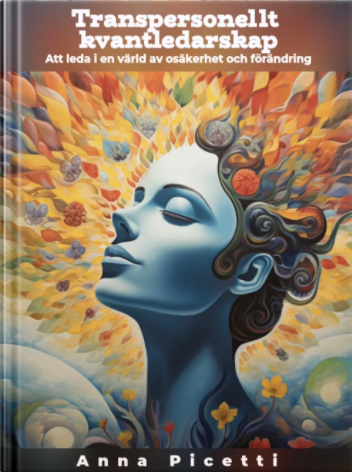 Transpersonellt
kvantledarskap
Att leda i en värld av osäkerhet och förändring
Anna Picetti